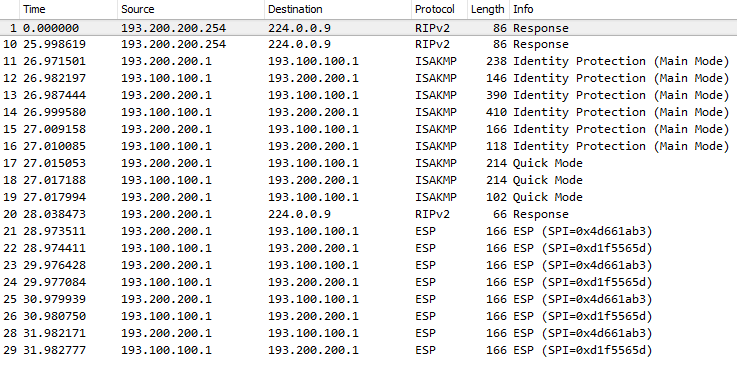 Time Source Destination Protocol Length Info
1 0.000000 193.200.200.254 224.0.0.9 RIPv2 86 Response
10 25.998619 193.200.200.254 224.0.0.9 RIPv2 86 Response
11 26.971501 193.200.200.1 193.100.100.1 ISAKMP 238 Identity Protection (Main Mode)
12 26.982197 193.100.100.1 193.200.200.1 ISAKMP 146 Identity Protection (Main Mode)
13 26.987444 193.200.200.1 193.100.100.1 ISAKMP 390 Identity Protection (Main Mode)
14 26.999580 193.100.100.1 193.200.200.1 ISAKMP 410 Identity Protection (Main Mode)
15 27.009158 193.200.200.1 193.100.100.1 ISAKMP 166 Identity Protection (Main Mode)
16 27.010085 193.100.100.1 193.200.200.1 ISAKMP 118 Identity Protection (Main Mode)
17 27.015053 193.200.200.1 193.100.100.1 ISAKMP 214 Quick Mode
18 27.017188 193.100.100.1 193.200.200.1 ISAKMP 214 Quick Mode
19 27.017994 193.200.200.1 193.100.100.1 ISAKMP 102 Quick Mode
20 28.038473 193.200.200.1 224.0.0.9 RIPv2 66 Response
21 28.973511 193.200.200.1 193.100.100.1 ESP 166 ESP (SPI=0x4d661ab3)
22 28.974411 193.100.100.1 193.200.200.1 ESP 166 ESP (SPI=0xd1f5565d)
23 29.976428 193.200.200.1 193.100.100.1 ESP 166 ESP (SPI=0x4d661ab3)
24 29.977084 193.100.100.1 193.200.200.1 ESP 166 ESP (SPI=0xd1f5565d)
25 30.979939 193.200.200.1 193.100.100.1 ESP 166 ESP (SPI=0x4d661ab3)
26 30.980750 193.100.100.1 193.200.200.1 ESP 166 ESP (SPI=0xd1f5565d)
28 31.982171 193.200.200.1 193.100.100.1 ESP 166 ESP (SPI=0x4d661ab3)
29 31.982777 193.100.100.1 193.200.200.1 ESP 166 ESP (SPI=0xd1f5565d)